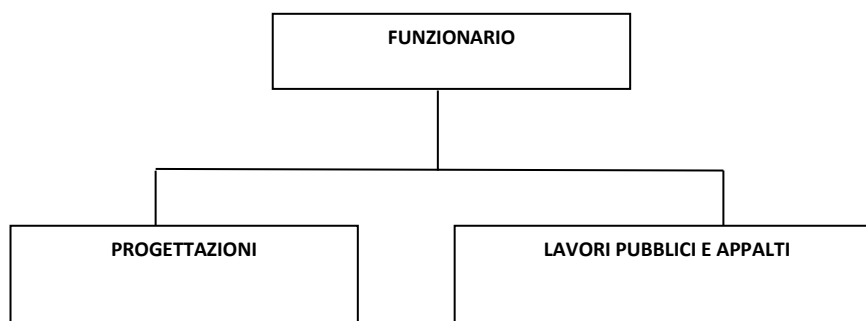 FUNZIONARIO
PROGETTAZIONI
LAVORI PUBBLICI E APPALTI